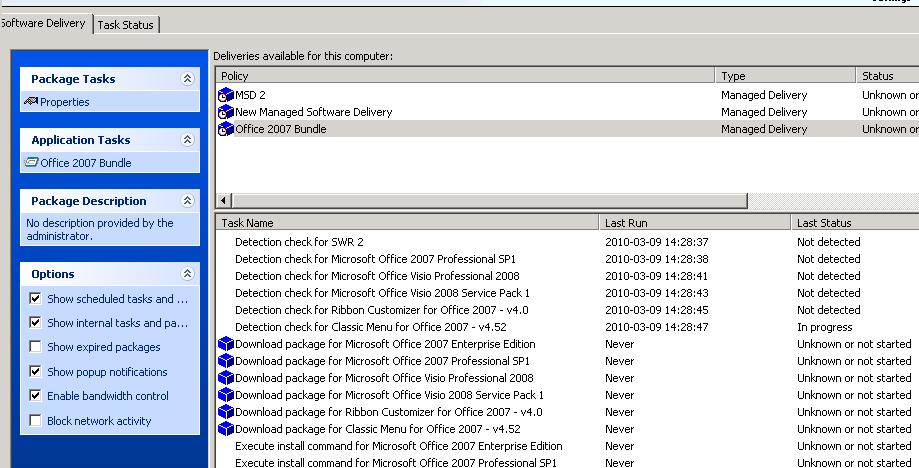 Software Delivery
Task Status
Package Tasks
Properties
Application Tasks
Office 2007 Bundle
Package Description
No description provided by the
administrator.
Options
Show scheduled tasks and ...
Show internal tasks and pa...
Show expired packages
Show popup notifications
Enable bandwidth control
Block network activity
Deliveries available for this computer:
Policy Type Status
MSD 2 Managed Delivery Unknown or
New Managed Software Delivery Managed Delivery Unknown or
Office 2007 Bundle Managed Delivery Unknown or
Task Name Last Run Last Status
Detection check for SWR 2 2010-03-09 14:28:37 Not detected
Detection check for Microsoft Office 2007 Professional SP1 2010-03-09 14:28:38 Not detected
Detection check for Microsoft Office Visio Professional 2008 2010-03-09 14:28:41 Not detected
Detection check for Microsoft Office Visio 2008 Service Pack 1 2010-03-09 14:28:43 Not detected
Detection check for Ribbon Customizer for Office 2007 - v4.0 2010-03-09 14:28:45 Not detected
Detection check for Classic Menu for Office 2007 - v4.52 2010-03-09 14:28:47 In progress
Download package for Microsoft Office 2007 Enterprise Edition Never Unknown or not started
Download package for Microsoft Office 2007 Professional SP1 Never Unknown or not started
Download package for Microsoft Office Visio Professional 2008 Never Unknown or not started
Download package for Microsoft Office Visio 2008 Service Pack 1 Never Unknown or not started
Download package for Ribbon Customizer for Office 2007 - v4.0 Never Unknown or not started
Download package for Classic Menu for Office 2007 - v4.52 Never Unknown or not started
Execute install command for Microsoft Office 2007 Enterprise Edition Never Unknown or not started
Execute install command for Microsoft Office 2007 Professional SP1 Never Unknown or not started